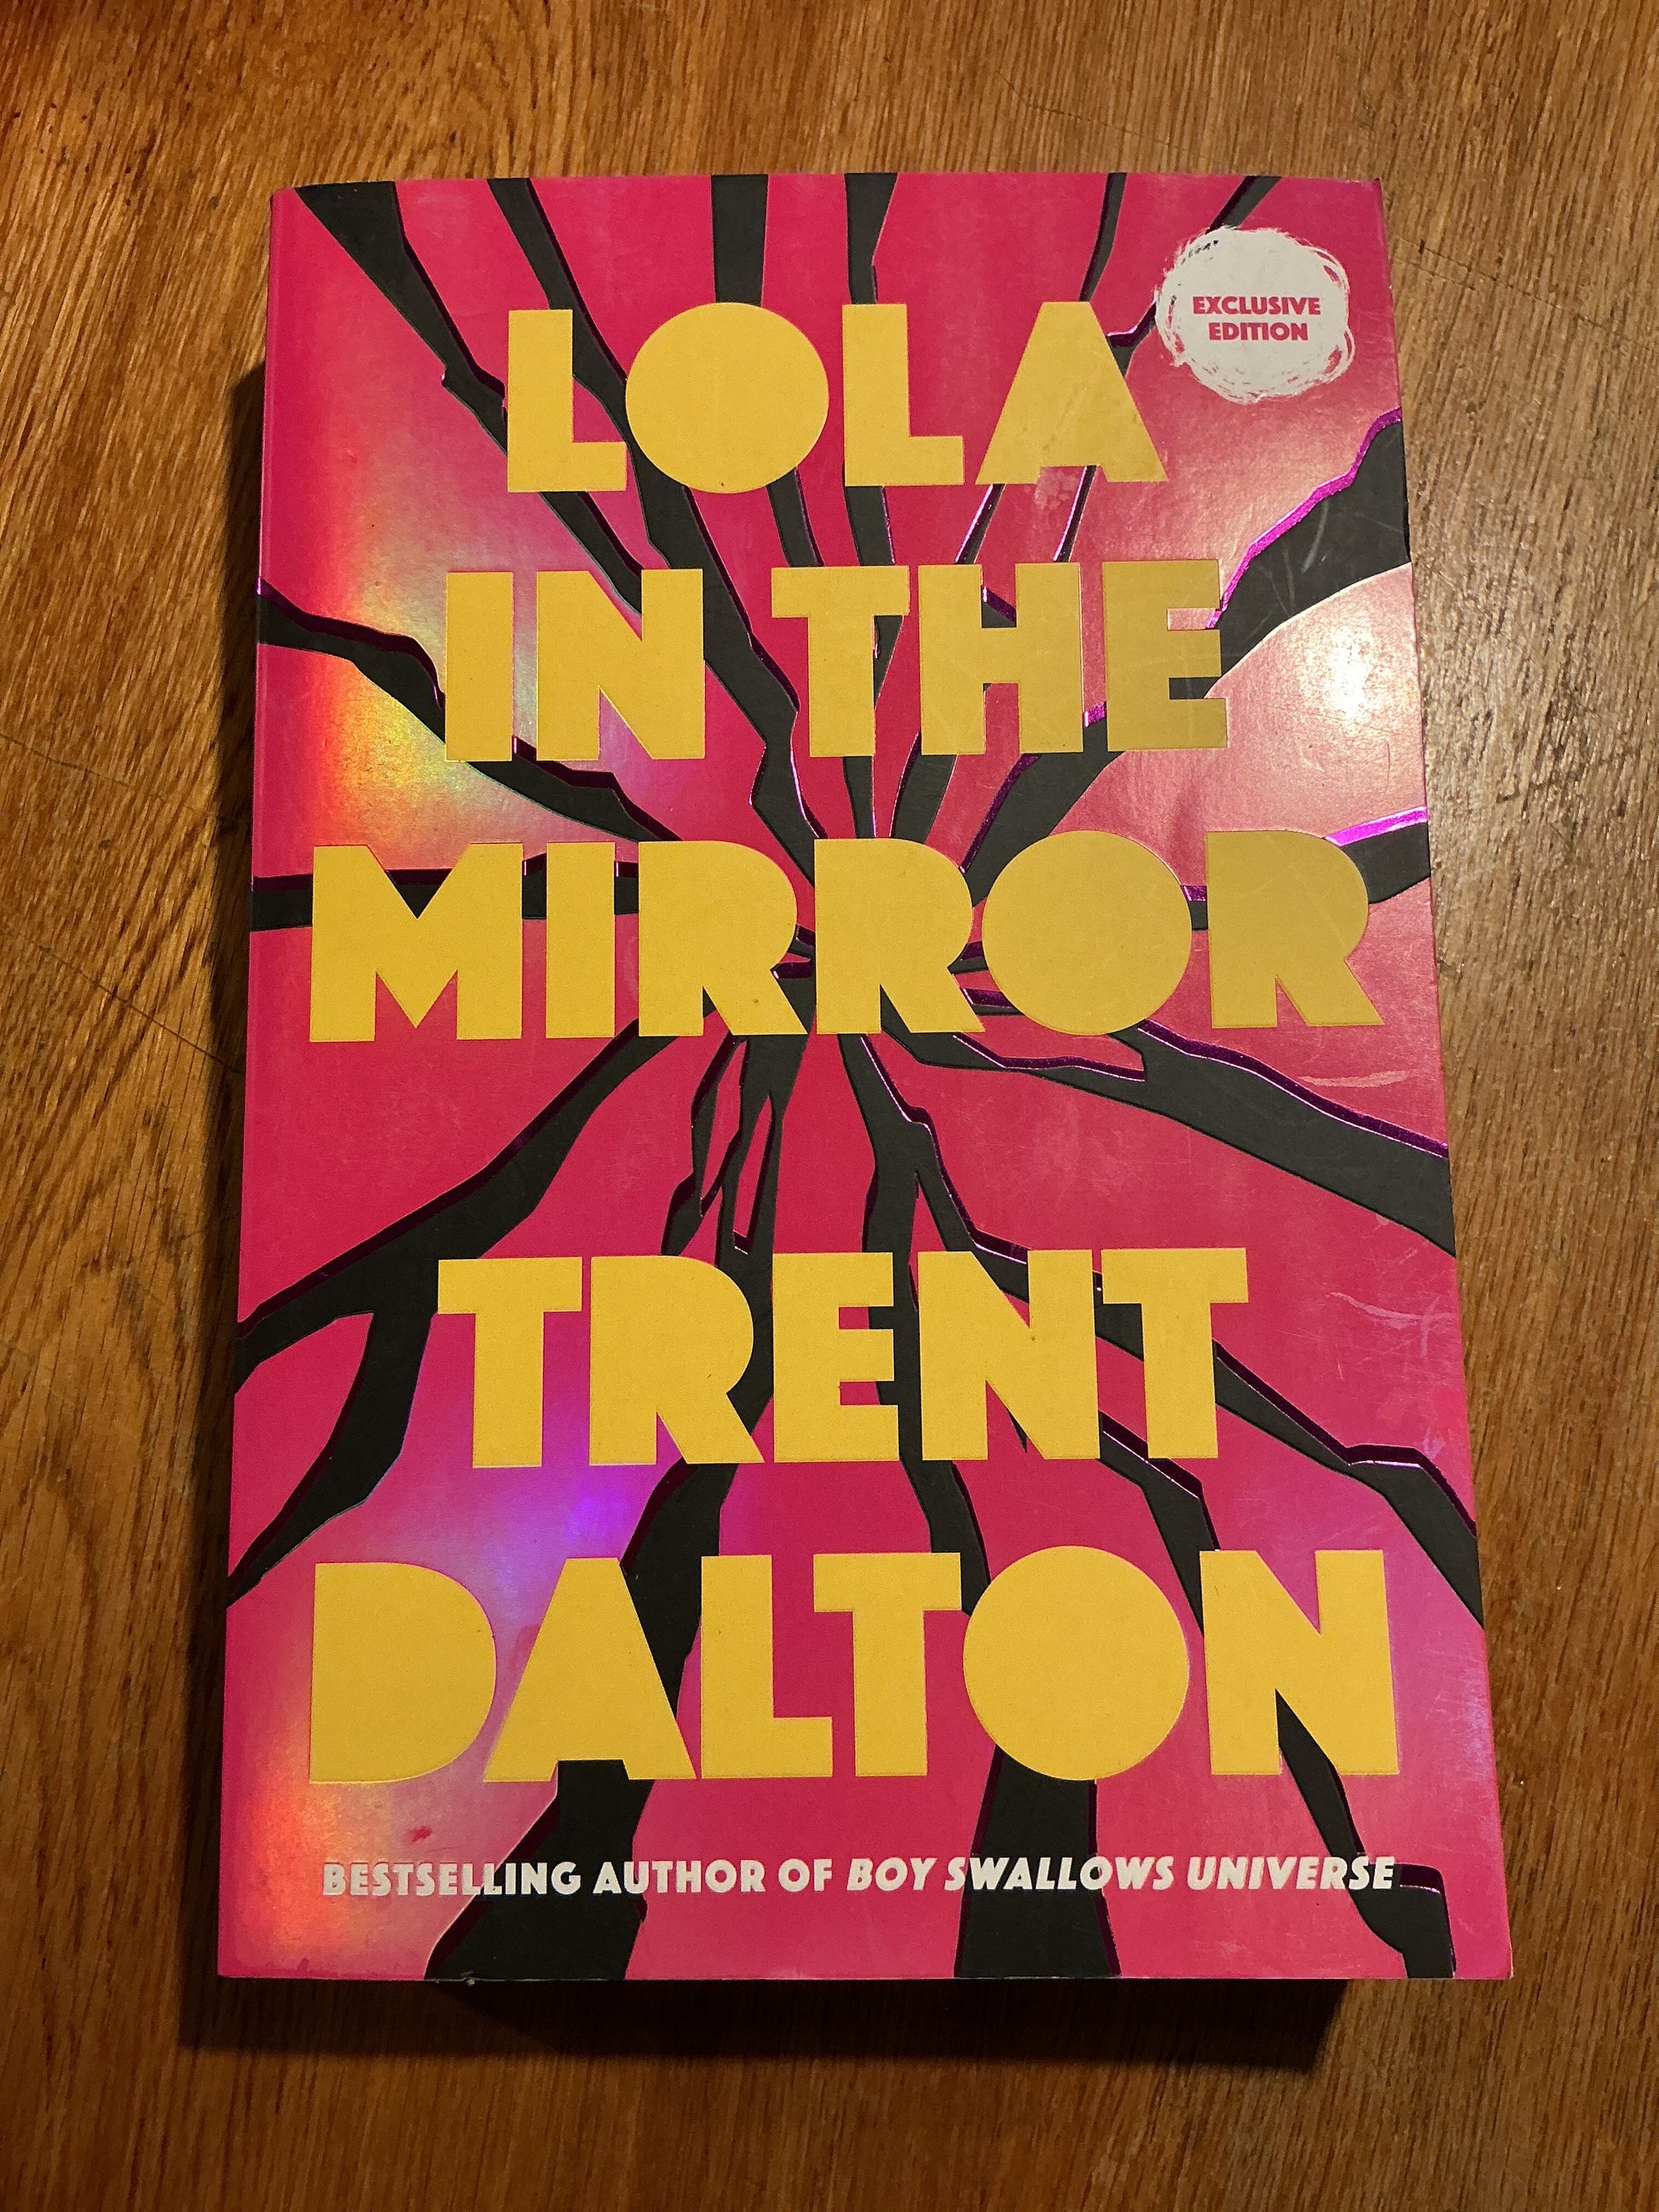 EXCLUSIVE
EDITION
LOLA
IN THE
MIRROR
TRENT
DALTON
BESTSELLING AUTHOR OF BOY SWALLOWS UNIVERSE